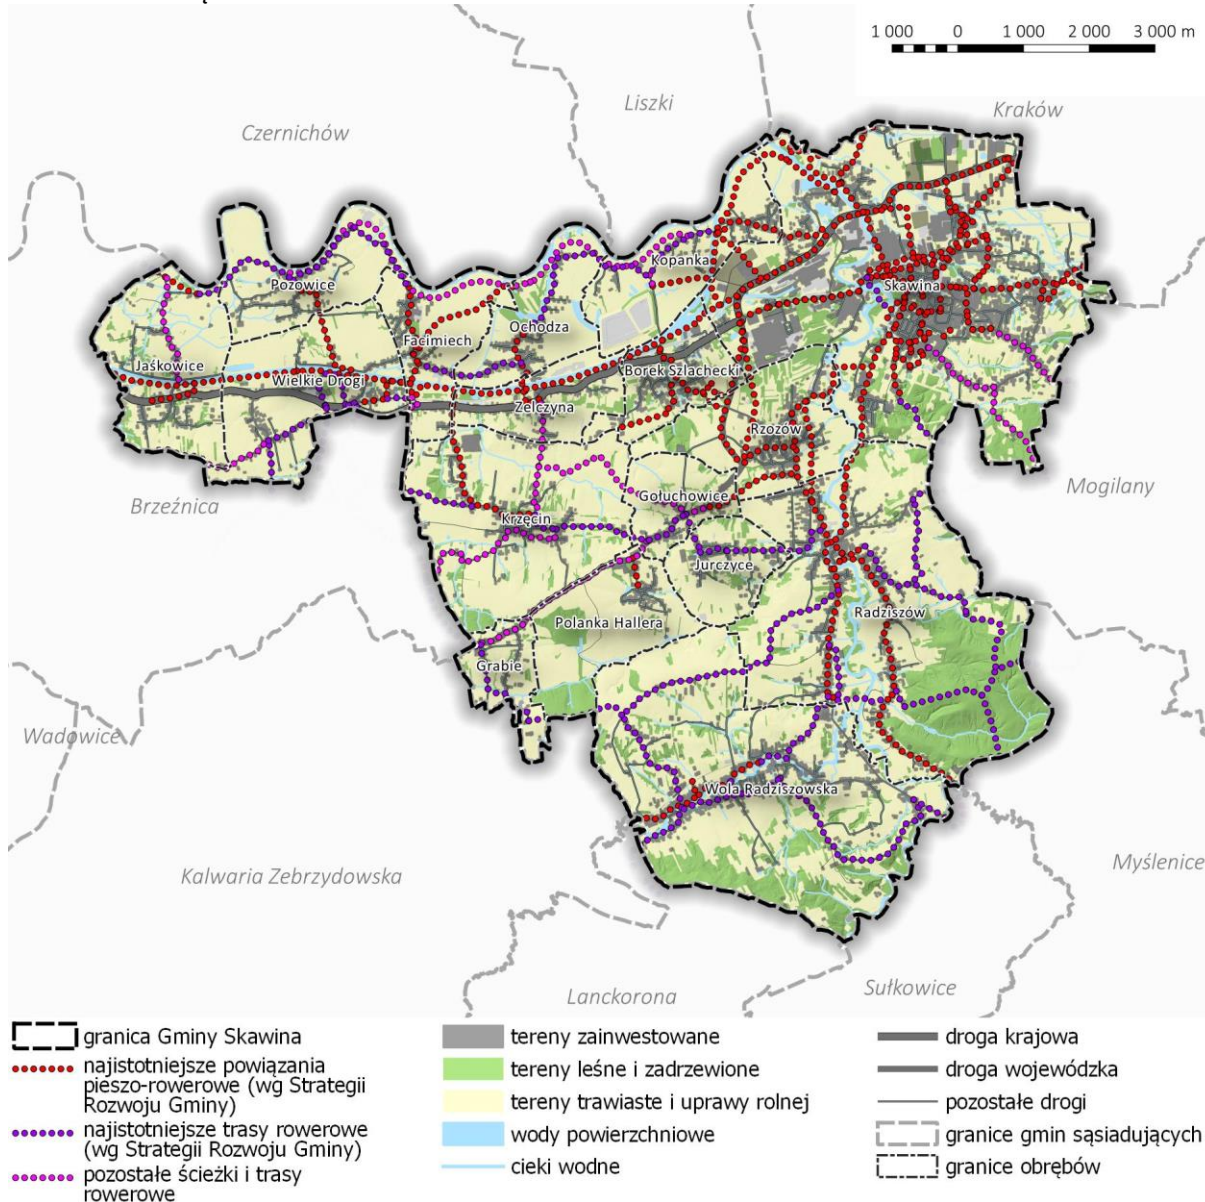 1 000 0 1 000 2 000 3 000 m
Liszki
Kraków
Czernichów
Kopanka
Pozowice
Skawina
Ochodza
Facimiech
Jaśkowice
Wielkie Drogi
Borek Szlachecki
Zelczyna
Rzozów
Mogilany
Gołuchowice
Brzeźnica
Krzęcin
Jurczyce
Radziszów
Polanka Hallera
Grabie
Wadowice
Wola Radziszowska
Myślenice
Kalwaria Zebrzydowska
Sułkowice
Lanckorona
granica Gminy Skawina
najistotniejsze powiązania
pieszo-rowerowe (wg Strategii
Rozwoju Gminy)
najistotniejsze trasy rowerowe
(wg Strategii Rozwoju Gminy)
pozostałe ścieżki i trasy
rowerowe
tereny zainwestowane
tereny leśne i zadrzewione
tereny trawiaste i uprawy rolnej
wody powierzchniowe
cieki wodne
droga krajowa
droga wojewódzka
pozostałe drogi
granice gmin sąsiadujących
granice obrębów